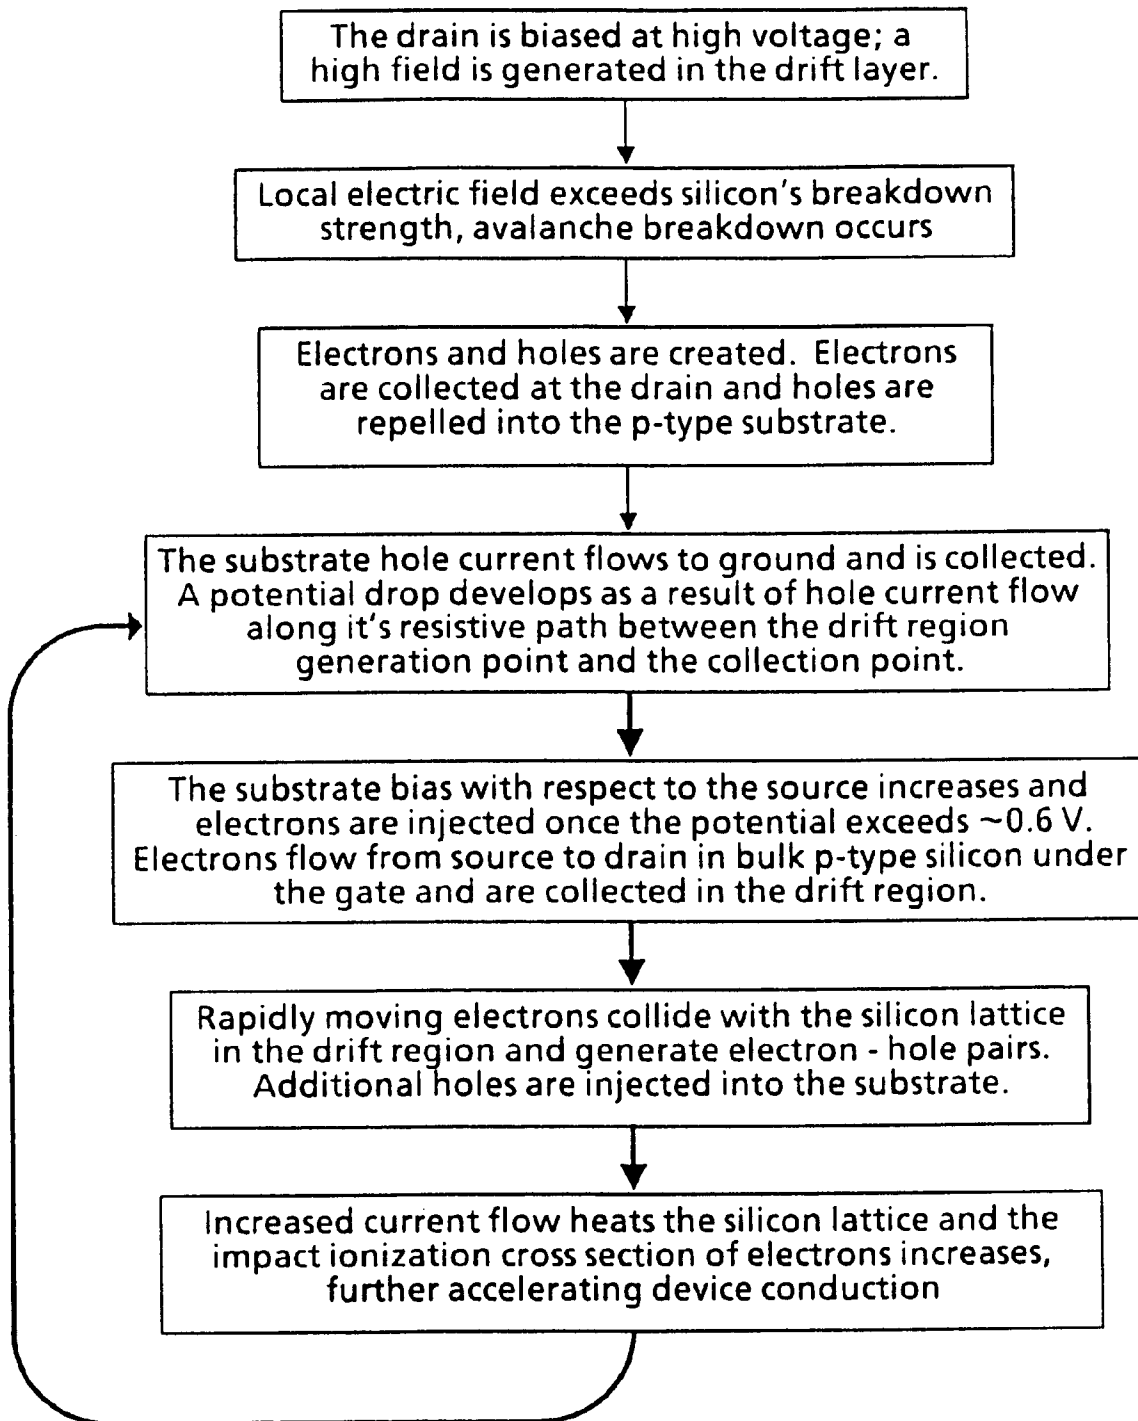 The drain is biased at high voltage; a
high field is generated in the drift layer.
Local electric field exceeds silicon's breakdown
strength, avalanche breakdown occurs
Electrons and holes are created. Electrons
are collected at the drain and holes are
repelled into the p-type substrate.
The substrate hole current flows to ground and is collected.
A potential drop develops as a result of hole current flow
along it's resistive path between the drift region
generation point and the collection point.
The substrate bias with respect to the source increases and
electrons are injected once the potential exceeds ~0.6 V.
Electrons flow from source to drain in bulk p-type silicon under
the gate and are collected in the drift region.
Rapidly moving electrons collide with the silicon lattice
in the drift region and generate electron - hole pairs.
Additional holes are injected into the substrate.
Increased current flow heats the silicon lattice and the
impact ionization cross section of electrons increases,
further accelerating device conduction